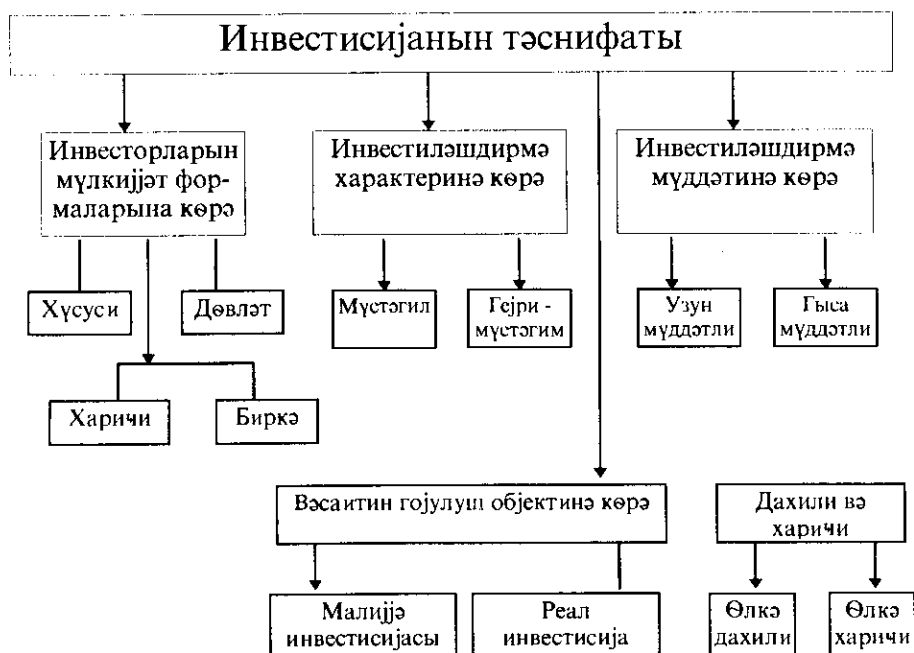 Инвестисијанын тәснифаты
Инвесторларын
мүлкијјәт фор-
маларына көрә
Инвестиләшдирмә
характеринә көрә
Инвестиләшдирмә
мүддәтинә көрә
Хүсуси
Дөвләт
Мүстәгил
Гејри -
мүстәгим
Узун
мүддәтли
Гыса
мүддәтли
Харичи
Биркә
Вәсаитин гојулуш објектинә көрә
Дахили вә
харичи
Малијјә
инвестисијасы
Реал
инвестисија
Өлкә
дахили
Өлкә
харичи